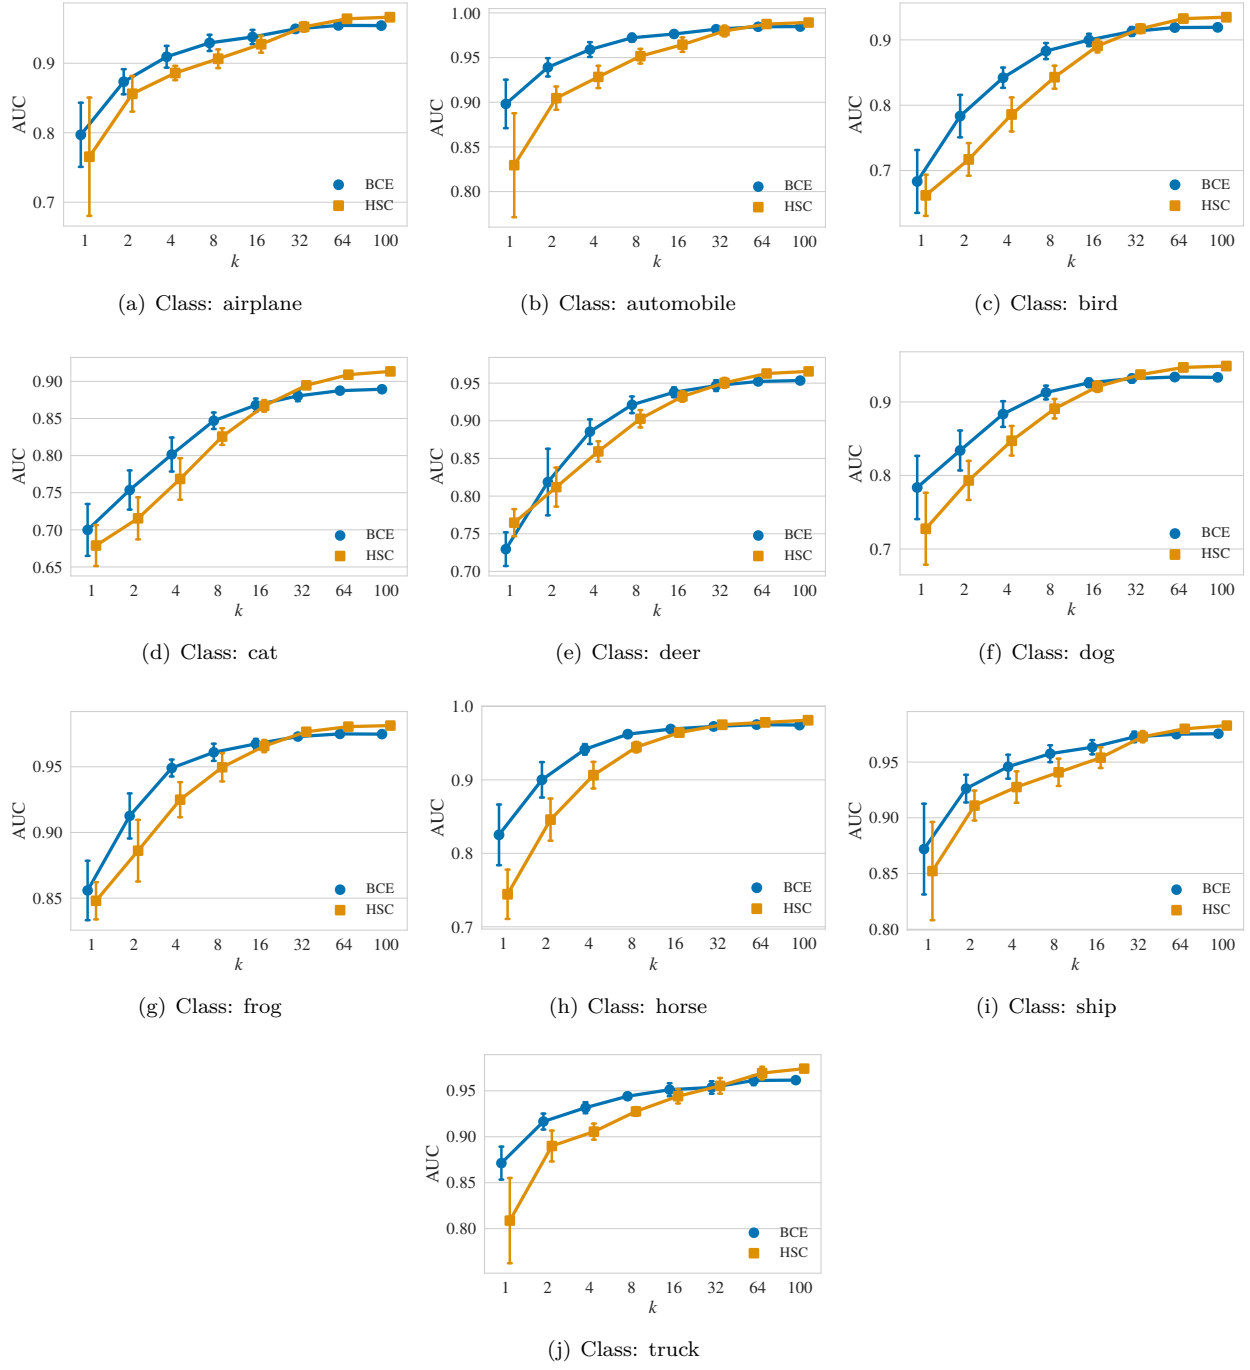 AUC
0.9
0.8
0.7
BCE
HSC
1 2 4 8 16 32 64 100
k
(a) Class: airplane
AUC
1.00
0.95
0.90
0.85
0.80
BCE
HSC
1 2 4 8 16 32 64 100
k
(b) Class: automobile
AUC
0.9
0.8
0.7
BCE
HSC
1 2 4 8 16 32 64 100
k
(c) Class: bird
AUC
0.90
0.85
0.80
0.75
0.70
0.65
BCE
HSC
1 2 4 8 16 32 64 100
k
(d) Class: cat
AUC
0.95
0.90
0.85
0.80
0.75
0.70
BCE
HSC
1 2 4 8 16 32 64 100
k
(e) Class: deer
AUC
0.9
0.8
0.7
BCE
HSC
1 2 4 8 16 32 64 100
k
(f) Class: dog
AUC
0.95
0.90
0.85
BCE
HSC
1 2 4 8 16 32 64 100
k
(g) Class: frog
AUC
1.0
0.9
0.8
0.7
BCE
HSC
1 2 4 8 16 32 64 100
k
(h) Class: horse
AUC
0.95
0.90
0.85
0.80
BCE
HSC
1 2 4 8 16 32 64 100
k
(i) Class: ship
AUC
0.95
0.90
0.85
0.80
BCE
HSC
1 2 4 8 16 32 64 100
k
(j) Class: truck